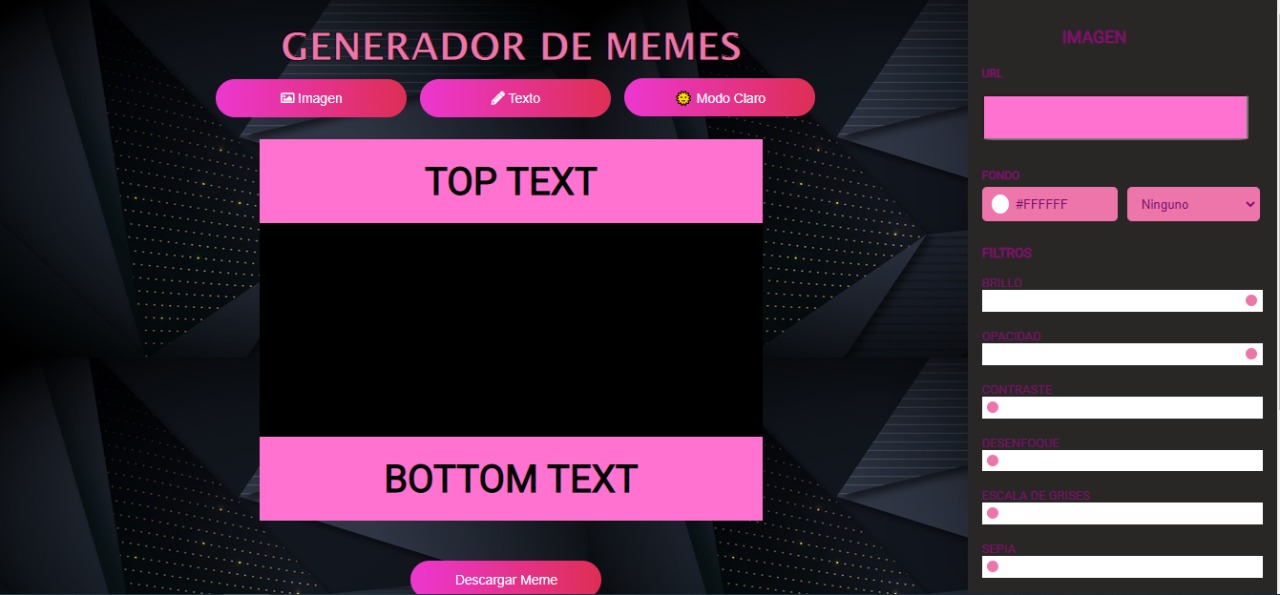 GENERADOR DE MEMES
Imagen
Texto
Modo Claro
TOP TEXT
BOTTOM TEXT
Descargar Meme
IMAGEN
URL
FONDO
#FFFFFF
Ninguno
FILTROS
BRILLO
OPACIDAD
CONTRASTE
DESENFOQUE
ESCALA DE GRISES
SEPIA